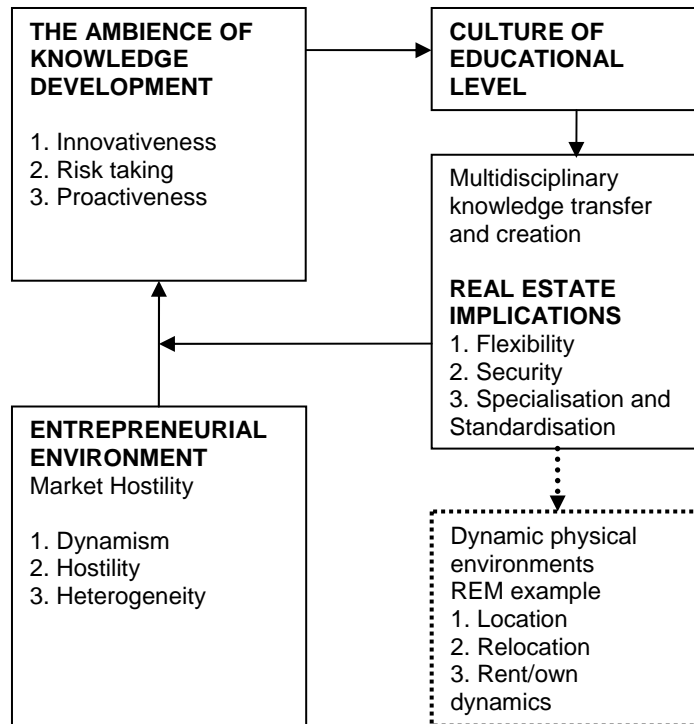 THE AMBIENCE OF
KNOWLEDGE
DEVELOPMENT
1. Innovativeness
2. Risk taking
3. Proactiveness
CULTURE OF
EDUCATIONAL
LEVEL
Multidisciplinary
knowledge transfer
and creation
REAL ESTATE
IMPLICATIONS
1. Flexibility
2. Security
3. Specialisation and
Standardisation
ENTREPRENEURIAL
ENVIRONMENT
Market Hostility
1. Dynamism
2. Hostility
3. Heterogeneity
Dynamic physical
environments
REM example
1. Location
2. Relocation
3. Rent/own
dynamics